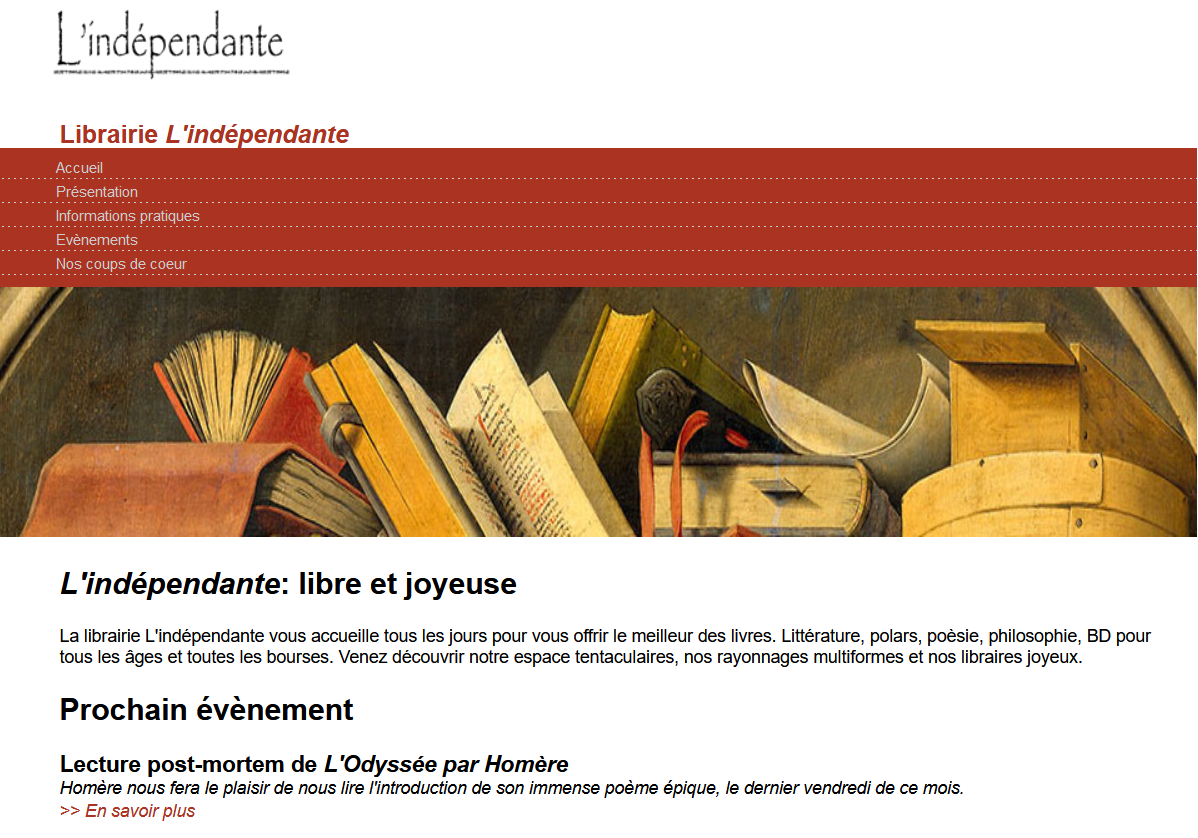 L'indépendante
Librairie L'indépendante
Accueil
Présentation
Informations pratiques
Evènements
Nos coups de coeur
L'indépendante: libre et joyeuse
La librairie L'indépendante vous accueille tous les jours pour vous offrir le meilleur des livres. Littérature, polars, poèsie, philosophie, BD pour
tous les âges et toutes les bourses. Venez découvrir notre espace tentaculaires, nos rayonnages multiformes et nos libraires joyeux.
Prochain évènement
Lecture post-mortem de L'Odyssée par Homère
Homère nous fera le plaisir de nous lire l'introduction de son immense poème épique, le dernier vendredi de ce mois.
>> En savoir plus